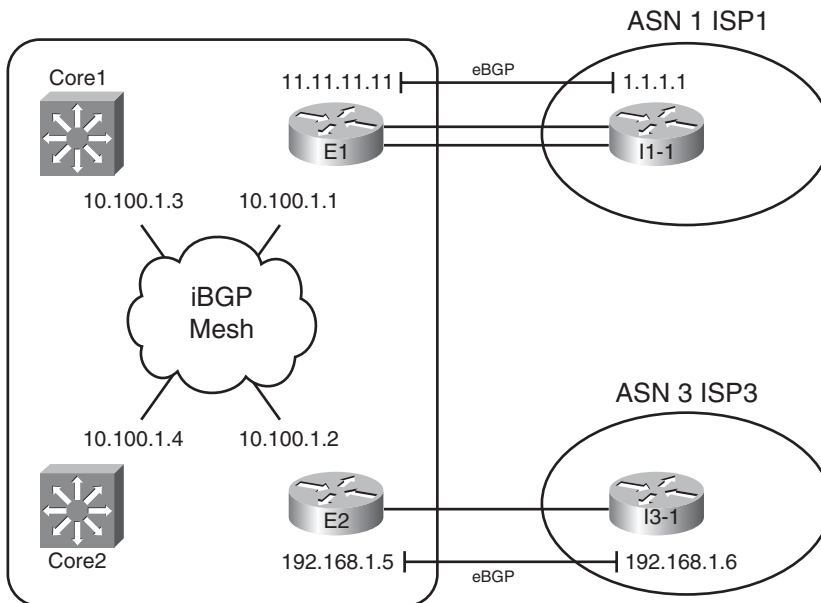 ASN 1 ISP1
Core1
11.11.11.11
eBGP
1.1.1.1
E1
I1-1
10.100.1.3
10.100.1.1
iBGP
Mesh
ASN 3 ISP3
10.100.1.4
10.100.1.2
E2
I3-1
Core2
192.168.1.5
eBGP
192.168.1.6